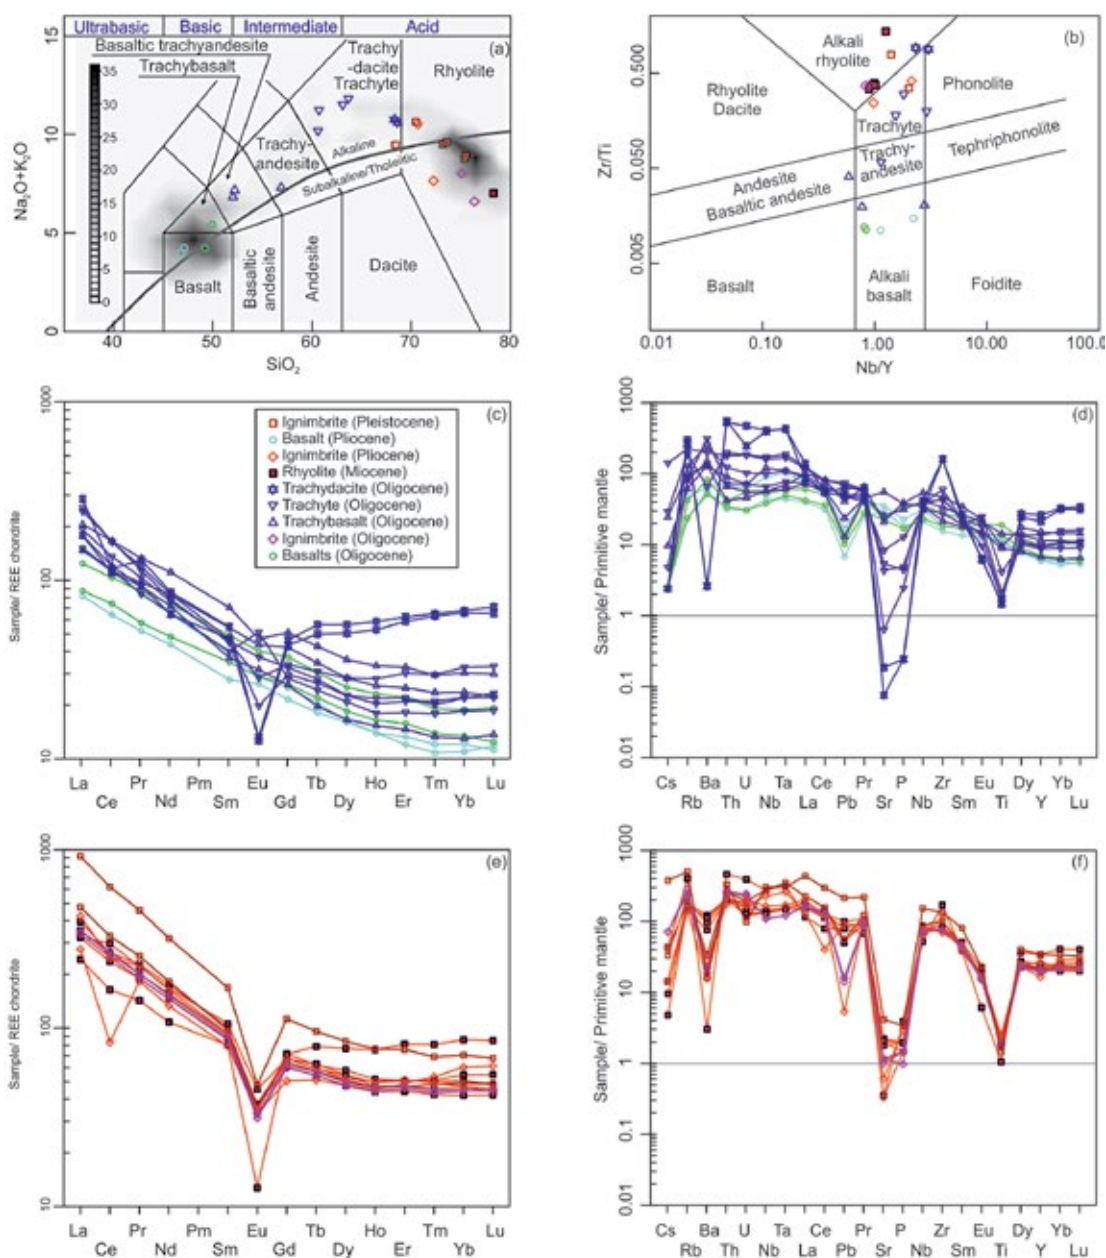 Ultrabasic Basic Intermediate Acid
(a)
Basaltic trachyandesite
Trachybasalt
Trachy
-dacite
Trachyte
Rhyolite
Trachy-
andesite
Alkaline
Subalkaline/Tholeiitic
Basalt
Basaltic
andesite
Andesite
Dacite
35
30
25
20
15
10
5
0
Na₂O+K₂O
15
10
5
0
40 50 60 70 80
SiO₂
(b)
Alkali
rhyolite
Rhyolite
Dacite
Phonolite
Trachyte
Trachy-
andesite
Tephriphonolite
Andesite
Basaltic andesite
Basalt
Alkali
basalt
Foidite
Zr/Ti
0.500
0.050
0.005
0.01 0.10 1.00 10.00 100.0
Nb/Y
(c)
Sample/ REE chondrite
1000
100
10
Ignimbrite (Pleistocene)
Basalt (Pliocene)
Ignimbrite (Pliocene)
Rhyolite (Miocene)
Trachydacite (Oligocene)
Trachyte (Oligocene)
Trachybasalt (Oligocene)
Ignimbrite (Oligocene)
Basalts (Oligocene)
La Pr Pm Eu Tb Ho Tm Lu
Ce Nd Sm Gd Dy Er Yb
(d)
Sample/ Primitive mantle
1000
100
10
1
0.1
0.01
Cs Ba U Ta Ce Pr P Zr Eu Dy Yb
Rb Th Nb La Pb Sr Nb Sm Ti Y Lu
(e)
Sample/ REE chondrite
1000
100
10
La Pr Pm Eu Tb Ho Tm Lu
Ce Nd Sm Gd Dy Er Yb
(f)
Sample/ Primitive mantle
1000
100
10
1
0.1
0.01
Cs Ba U Ta Ce Pr P Zr Eu Dy Yb
Rb Th Nb La Pb Sr Nb Sm Ti Y Lu